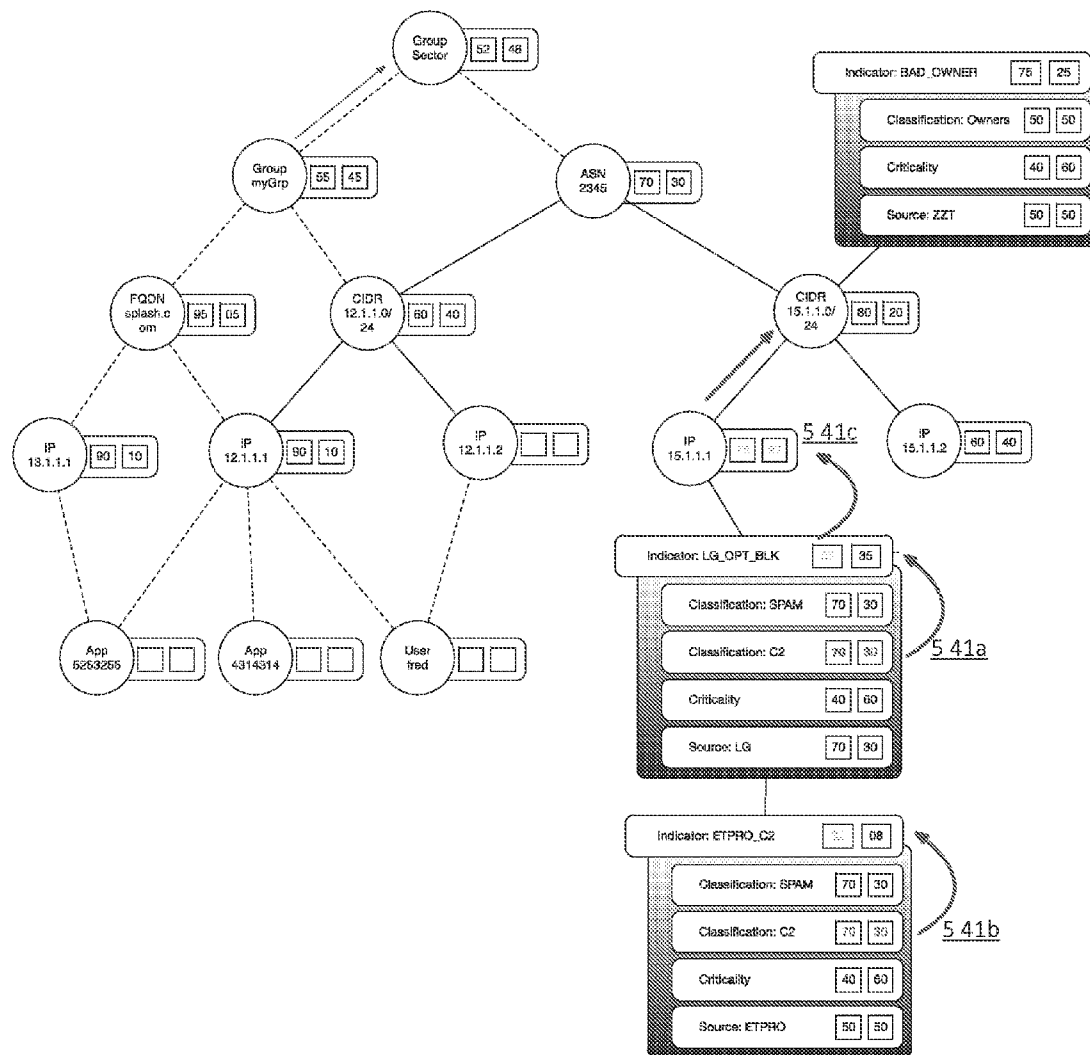 Group
Sector
52 48
Indicator: BAD_OWNER
75 25
Classification: Owners
50 50
Criticality
40 60
Source: ZZT
50 50
Group
myGrp
55 45
ASN
2345
70 30
FQDN
splash.c
om
95 05
CIDR
12.1.1.0/
24
60 40
CIDR
15.1.1.0/
24
80 20
IP
13.1.1.1
90 10
IP
12.1.1.1
90 10
IP
12.1.1.2
IP
15.1.1.1
5 41c
IP
15.1.1.2
60 40
Indicator: LG_OPT_BLK
35
Classification: SPAM
70 30
Classification: C2
70 30
5 41a
Criticality
40 60
Source: LG
70 30
App
5253255
App
4314314
User
fred
Indicator: ETPRO_C2
08
Classification: SPAM
70 30
Classification: C2
70 30
5 41b
Criticality
40 60
Source: ETPRO
50 50